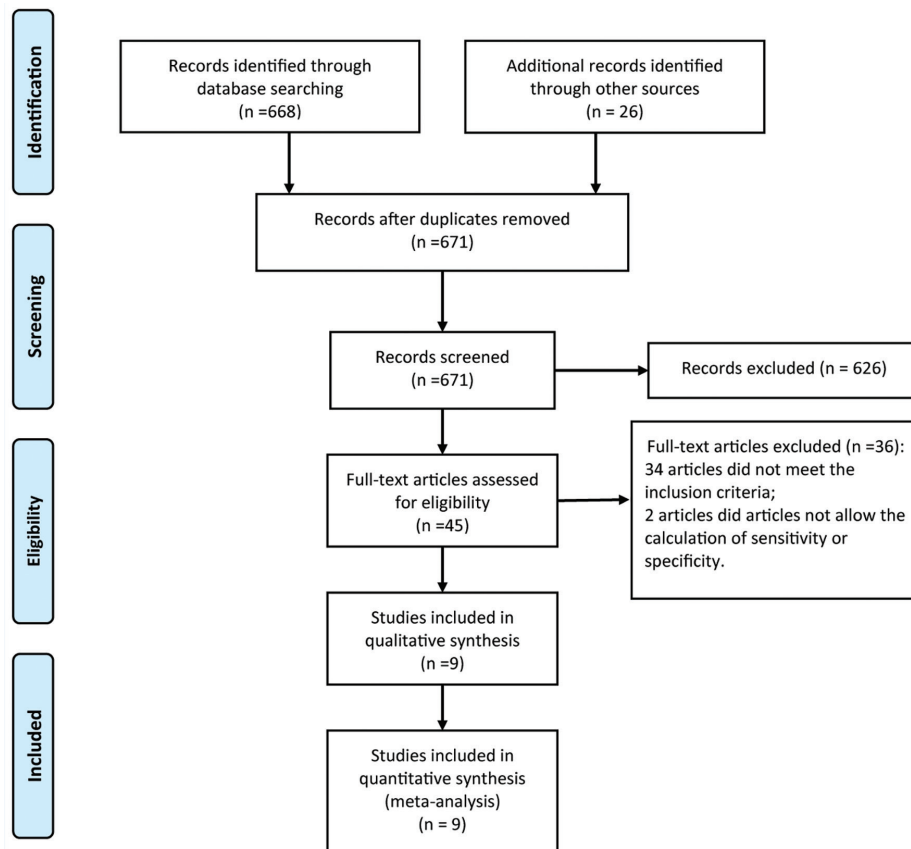 Identification
Records identified through
database searching
(n =668)
Additional records identified
through other sources
(n = 26)
Records after duplicates removed
(n =671)
Screening
Records screened
(n =671)
Records excluded (n = 626)
Eligibility
Full-text articles assessed
for eligibility
(n =45)
Full-text articles excluded (n =36):
34 articles did not meet the
inclusion criteria;
2 articles did articles not allow the
calculation of sensitivity or
specificity.
Studies included in
qualitative synthesis
(n =9)
Included
Studies included in
quantitative synthesis
(meta-analysis)
(n = 9)